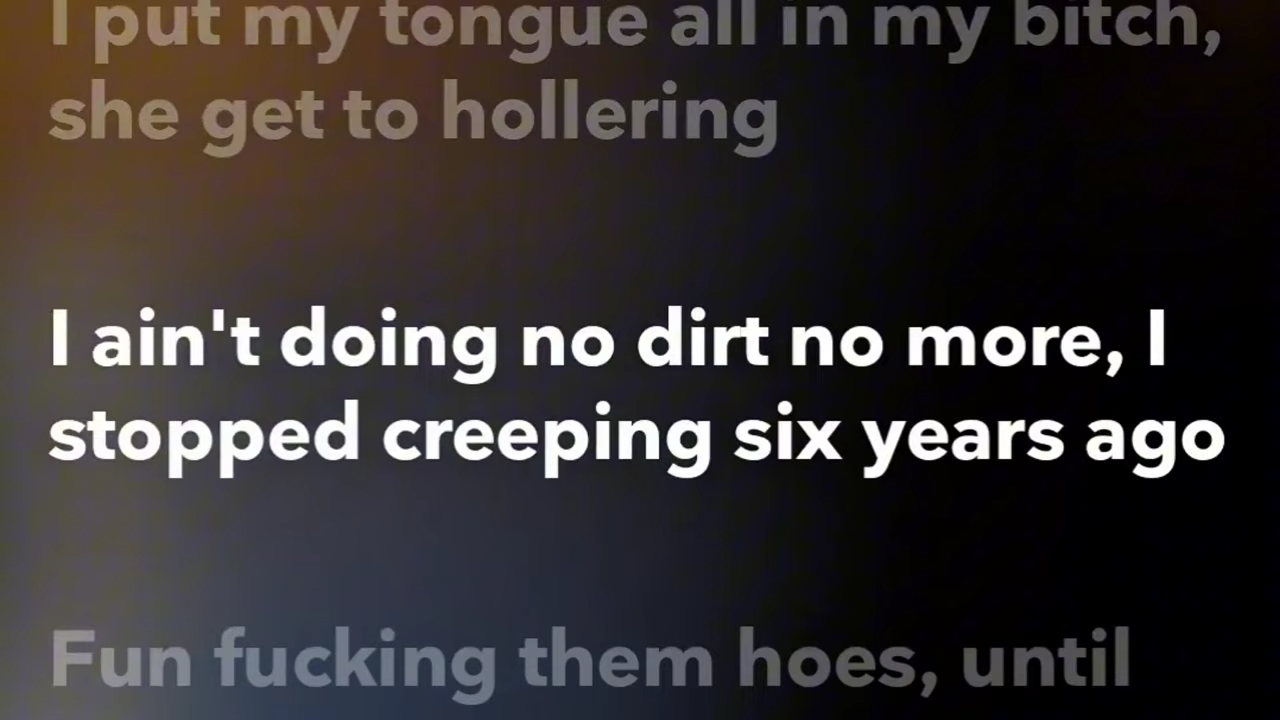 I put my tongue all in my bitch,
she get to hollering
I ain't doing no dirt no more, I
stopped creeping six years ago
Fun fucking them hoes, until